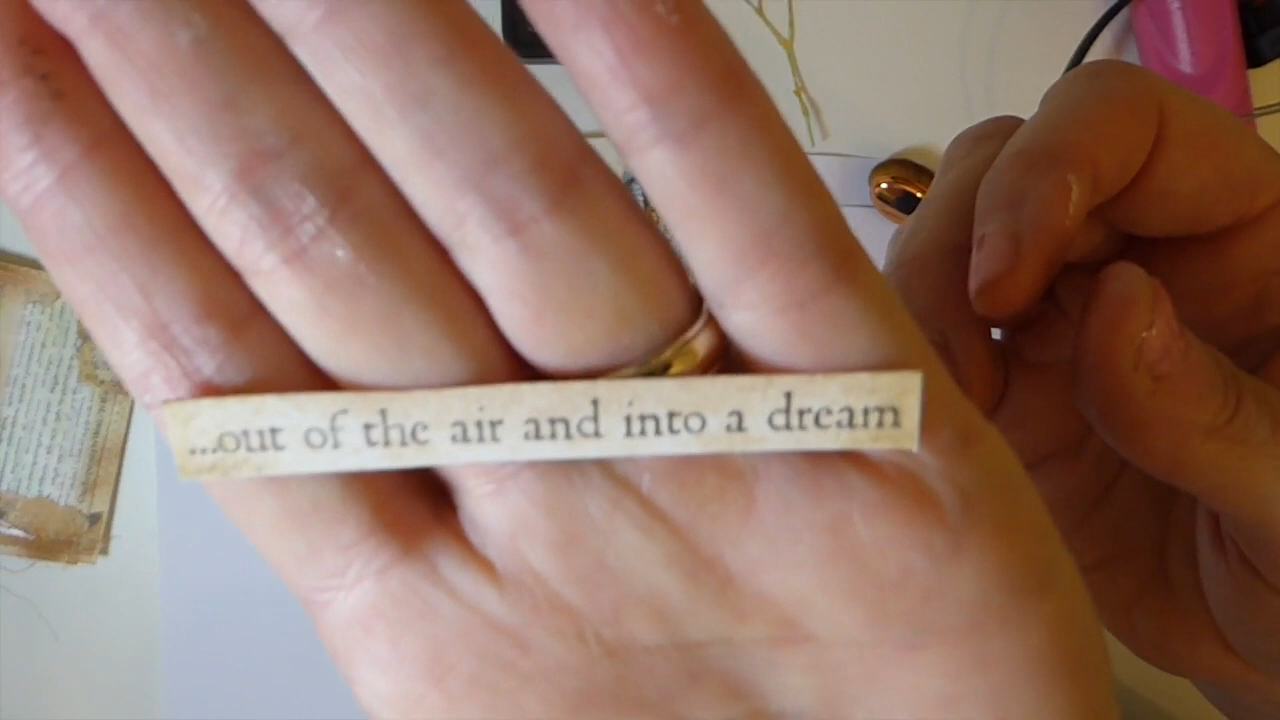 ...out of the air and into a dream